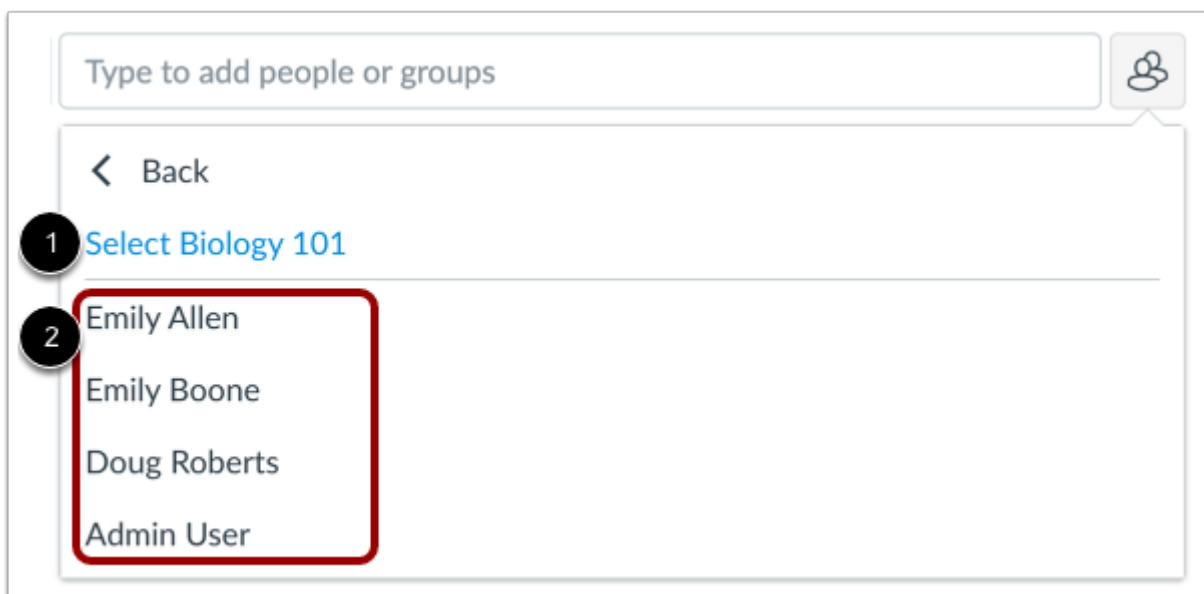 Type to add people or groups
Back
1 Select Biology 101
2 Emily Allen
Emily Boone
Doug Roberts
Admin User